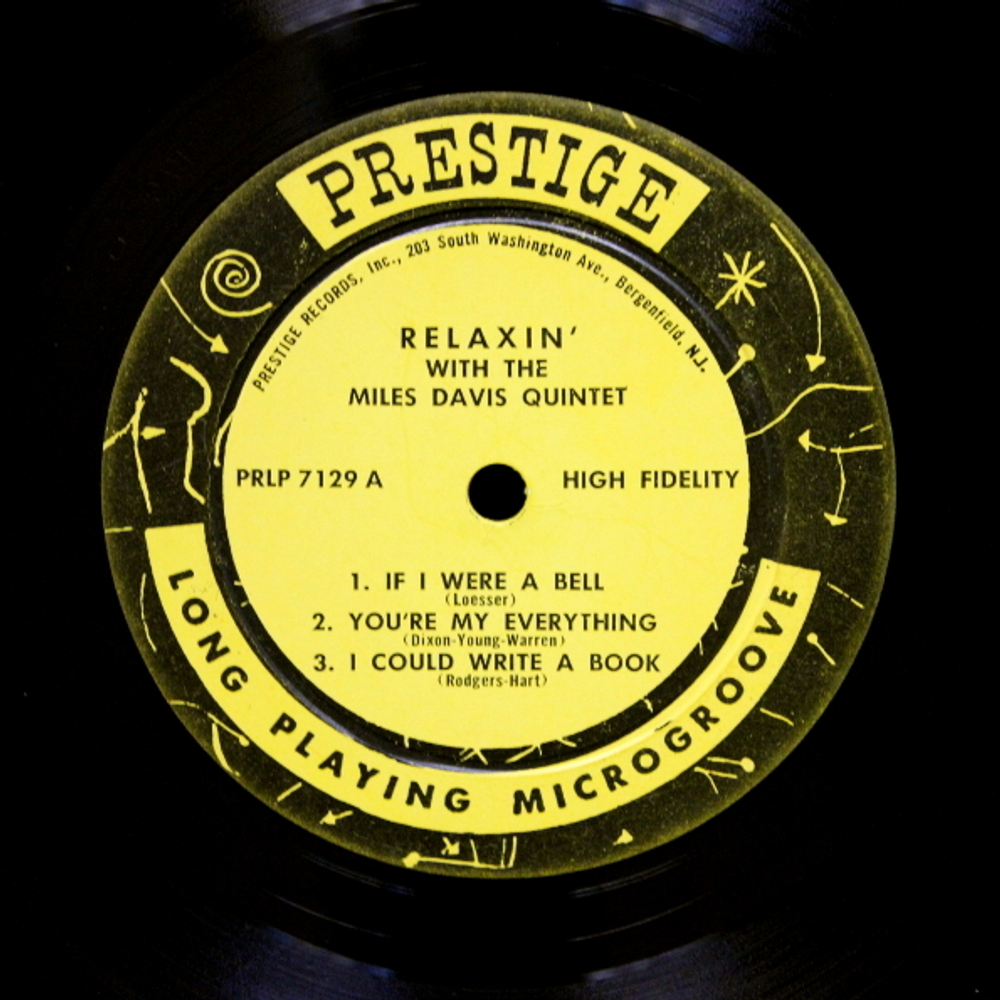 PRESTIGE
PRESTIGE RECORDS, Inc., 203 South Washington Ave., Bergenfield, N.J.
RELAXIN'
WITH THE
MILES DAVIS QUINTET
PRLP 7129 A HIGH FIDELITY
1. IF I WERE A BELL
(Loesser)
2. YOU'RE MY EVERYTHING
(Dixon-Young-Warren)
3. I COULD WRITE A BOOK
(Rodgers-Hart)
LONG PLAYING MICROGROOVE